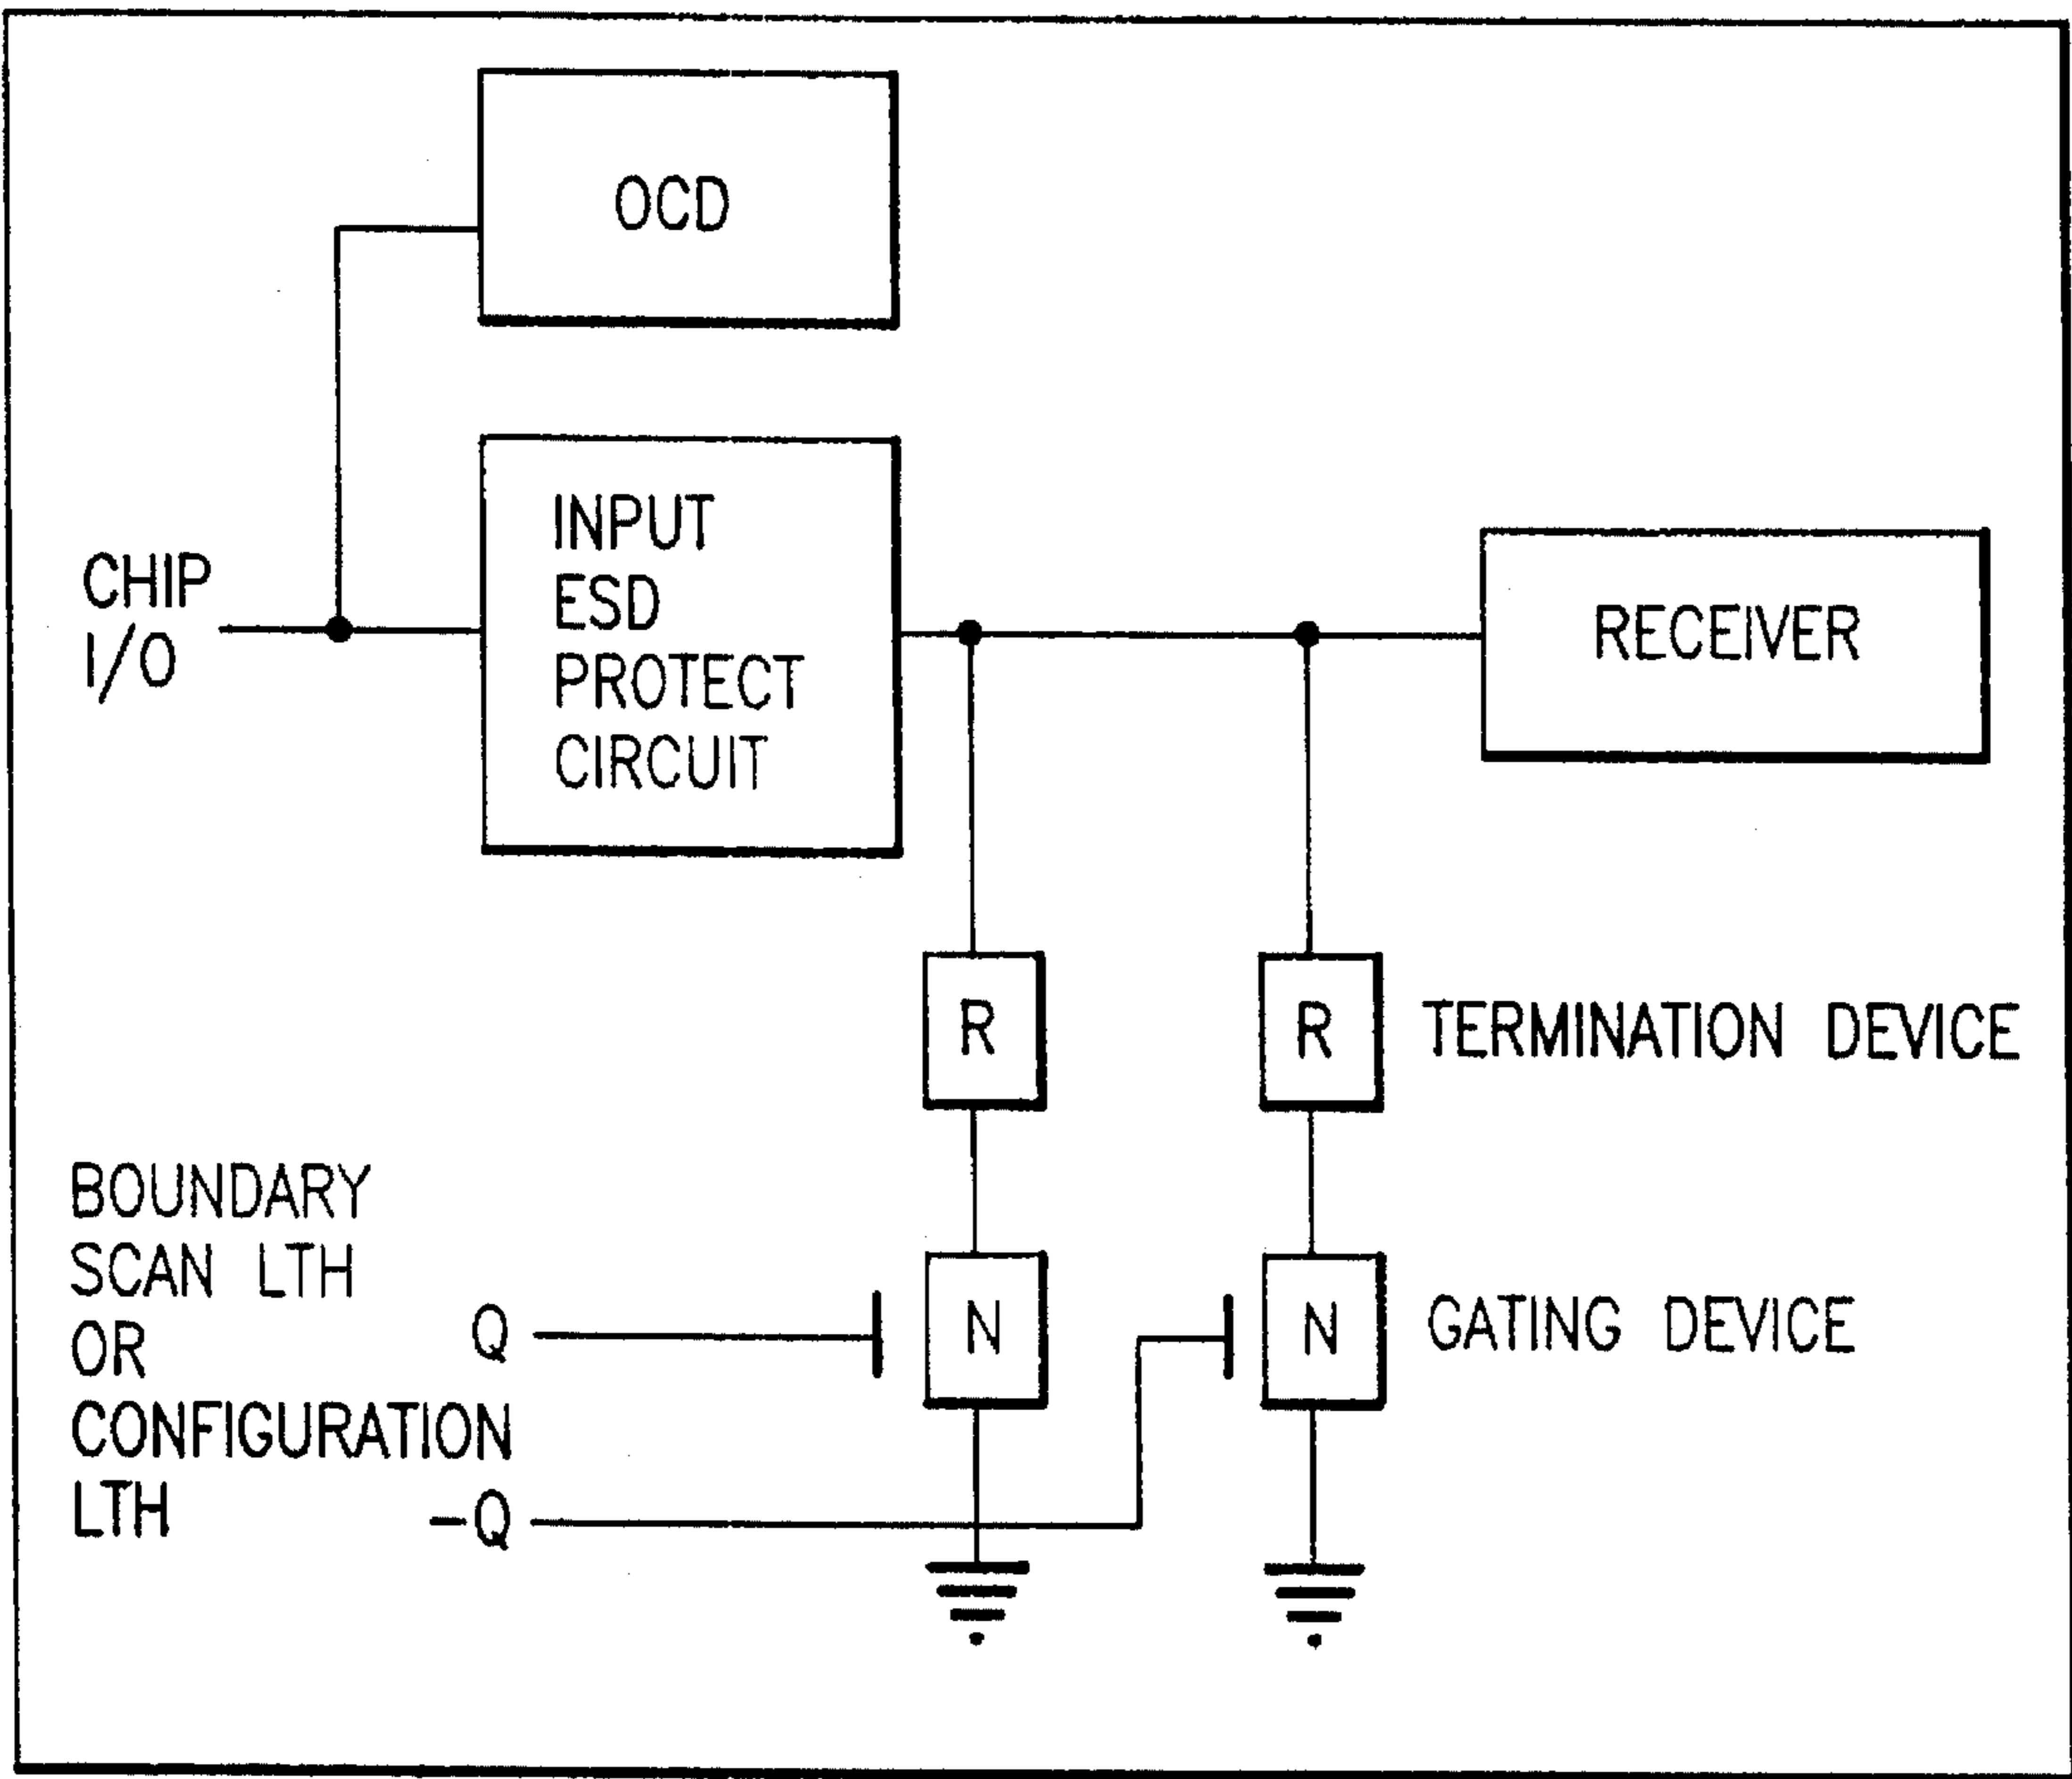 OCD
CHIP
I/O
INPUT
ESD
PROTECT
CIRCUIT
RECEIVER
R
R TERMINATION DEVICE
BOUNDARY
SCAN LTH
OR
CONFIGURATION
LTH
Q
-Q
N
N GATING DEVICE